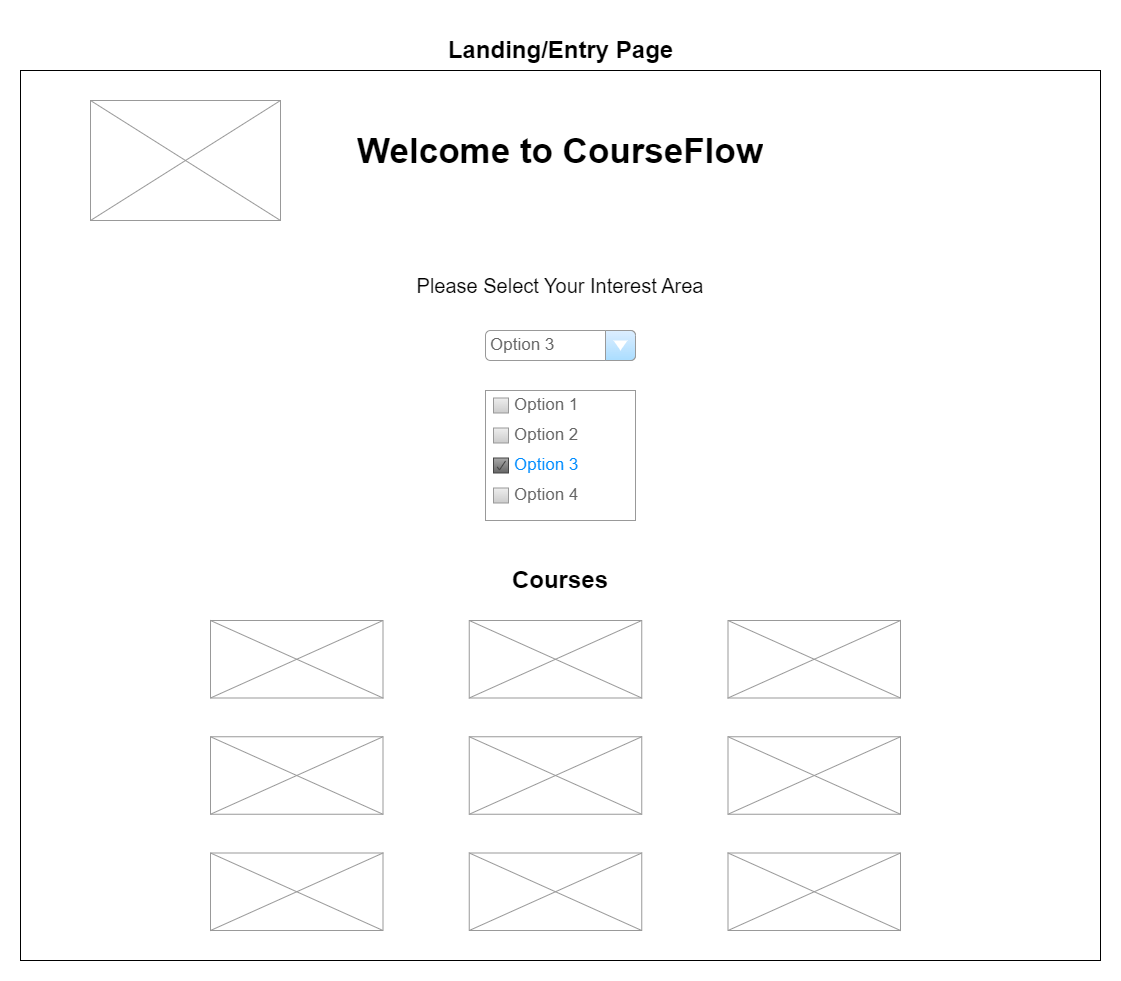 Landing/Entry Page
Welcome to CourseFlow
Please Select Your Interest Area
Option 3
Option 1
Option 2
Option 3
Option 4
Courses